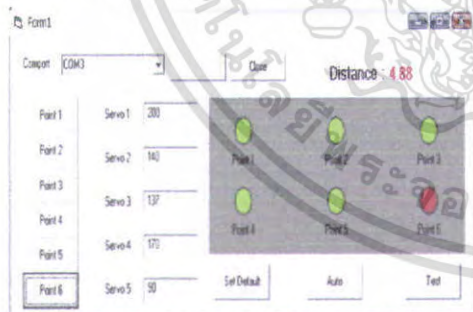 Form1
Comport COM3 Close Distance : 4.88
Point 1 Servo 1 200
Point 2 Servo 2 140
Point 3 Servo 3 137
Point 4 Servo 4 170
Point 5
Point 6 Servo 5 90
Point 1 Point 2 Point 3
Point 4 Point 5 Point 6
Set Default Auto Test